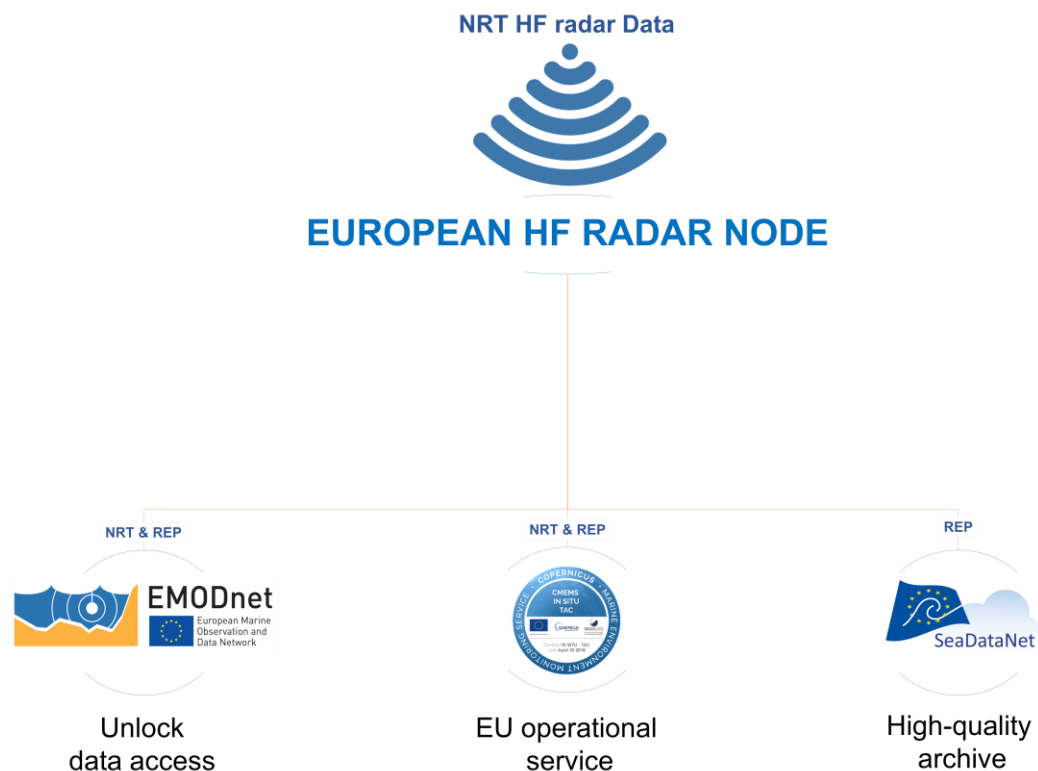 NRT HF radar Data
EUROPEAN HF RADAR NODE
NRT & REP
NRT & REP
REP
EMODnet
European Marine
Observation and
Data Network
COPERNICUS - MARINE ENVIRONMENT MONITORING SERVICE -
CMEMS
IN SITU
TAC
SeaDataNet
Unlock
data access
EU operational
service
High-quality
archive